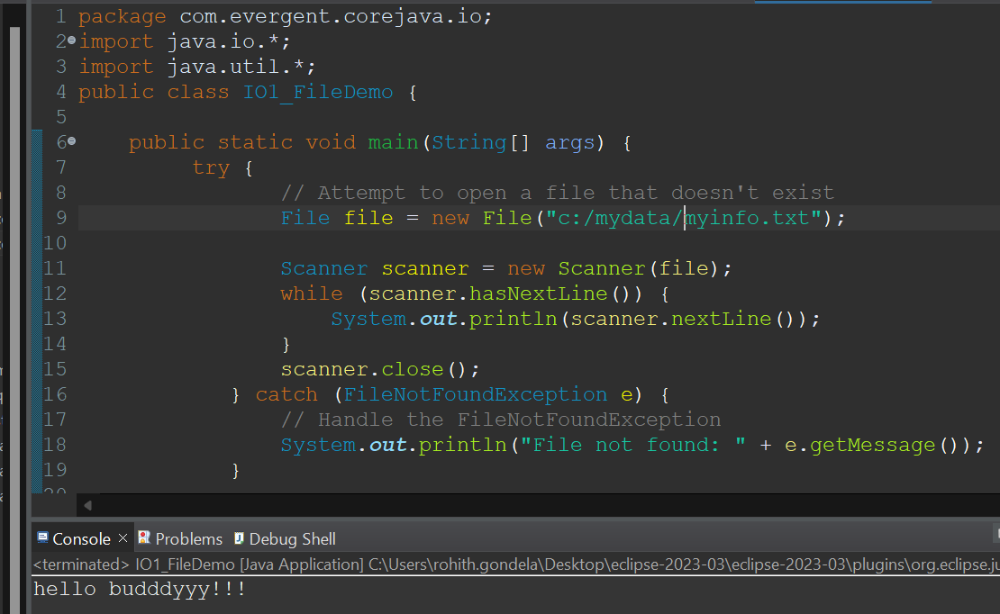 1 package com.evergent.corejava.io;
2 import java.io.*;
3 import java.util.*;
4 public class IO1_FileDemo {
5
6 public static void main(String[] args) {
7 try {
8 // Attempt to open a file that doesn't exist
9 File file = new File("c:/mydata/myinfo.txt");
10
11 Scanner scanner = new Scanner(file);
12 while (scanner.hasNextLine()) {
13 System.out.println(scanner.nextLine());
14 }
15 scanner.close();
16 } catch (FileNotFoundException e) {
17 // Handle the FileNotFoundException
18 System.out.println("File not found: " + e.getMessage());
19 }
20
Console Problems Debug Shell
<terminated> IO1_FileDemo [Java Application] C:\Users\rohith.gondela\Desktop\eclipse-2023-03\eclipse-2023-03\plugins\org.eclipse.ju
hello budddyyy!!!